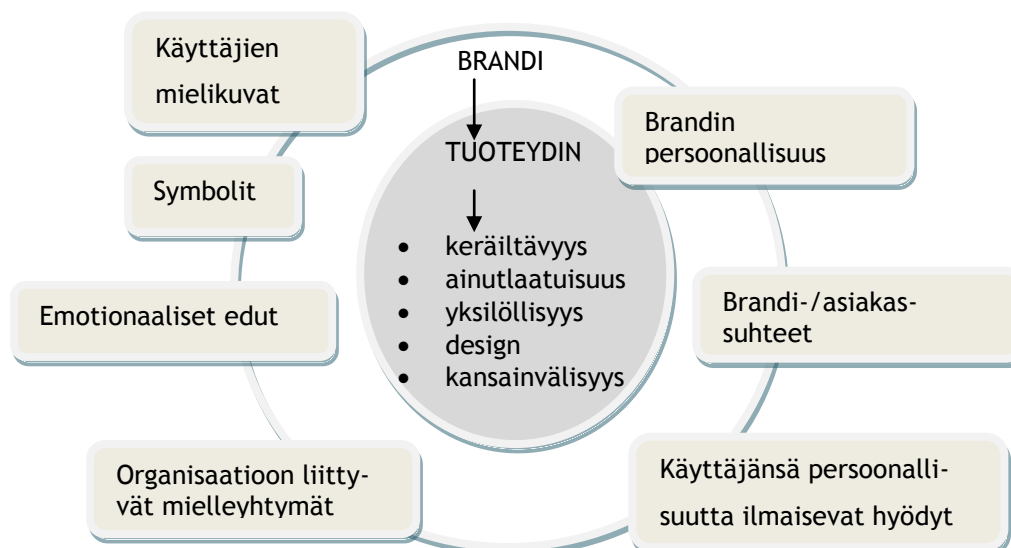 Käyttäjien
mielikuvat
BRANDI
Brandin
persoonallisuus
TUOTEYDIN
Symbolit
• keräiltävyys
• ainutlaatuisuus
• yksilöllisyys
• design
• kansainvälisyys
Emotionaaliset edut
Brandi-/asiakas-
suhteet
Organisaatioon liitty-
vät mielleyhtymät
Käyttäjänsä persoonalli-
suutta ilmaisevat hyödyt